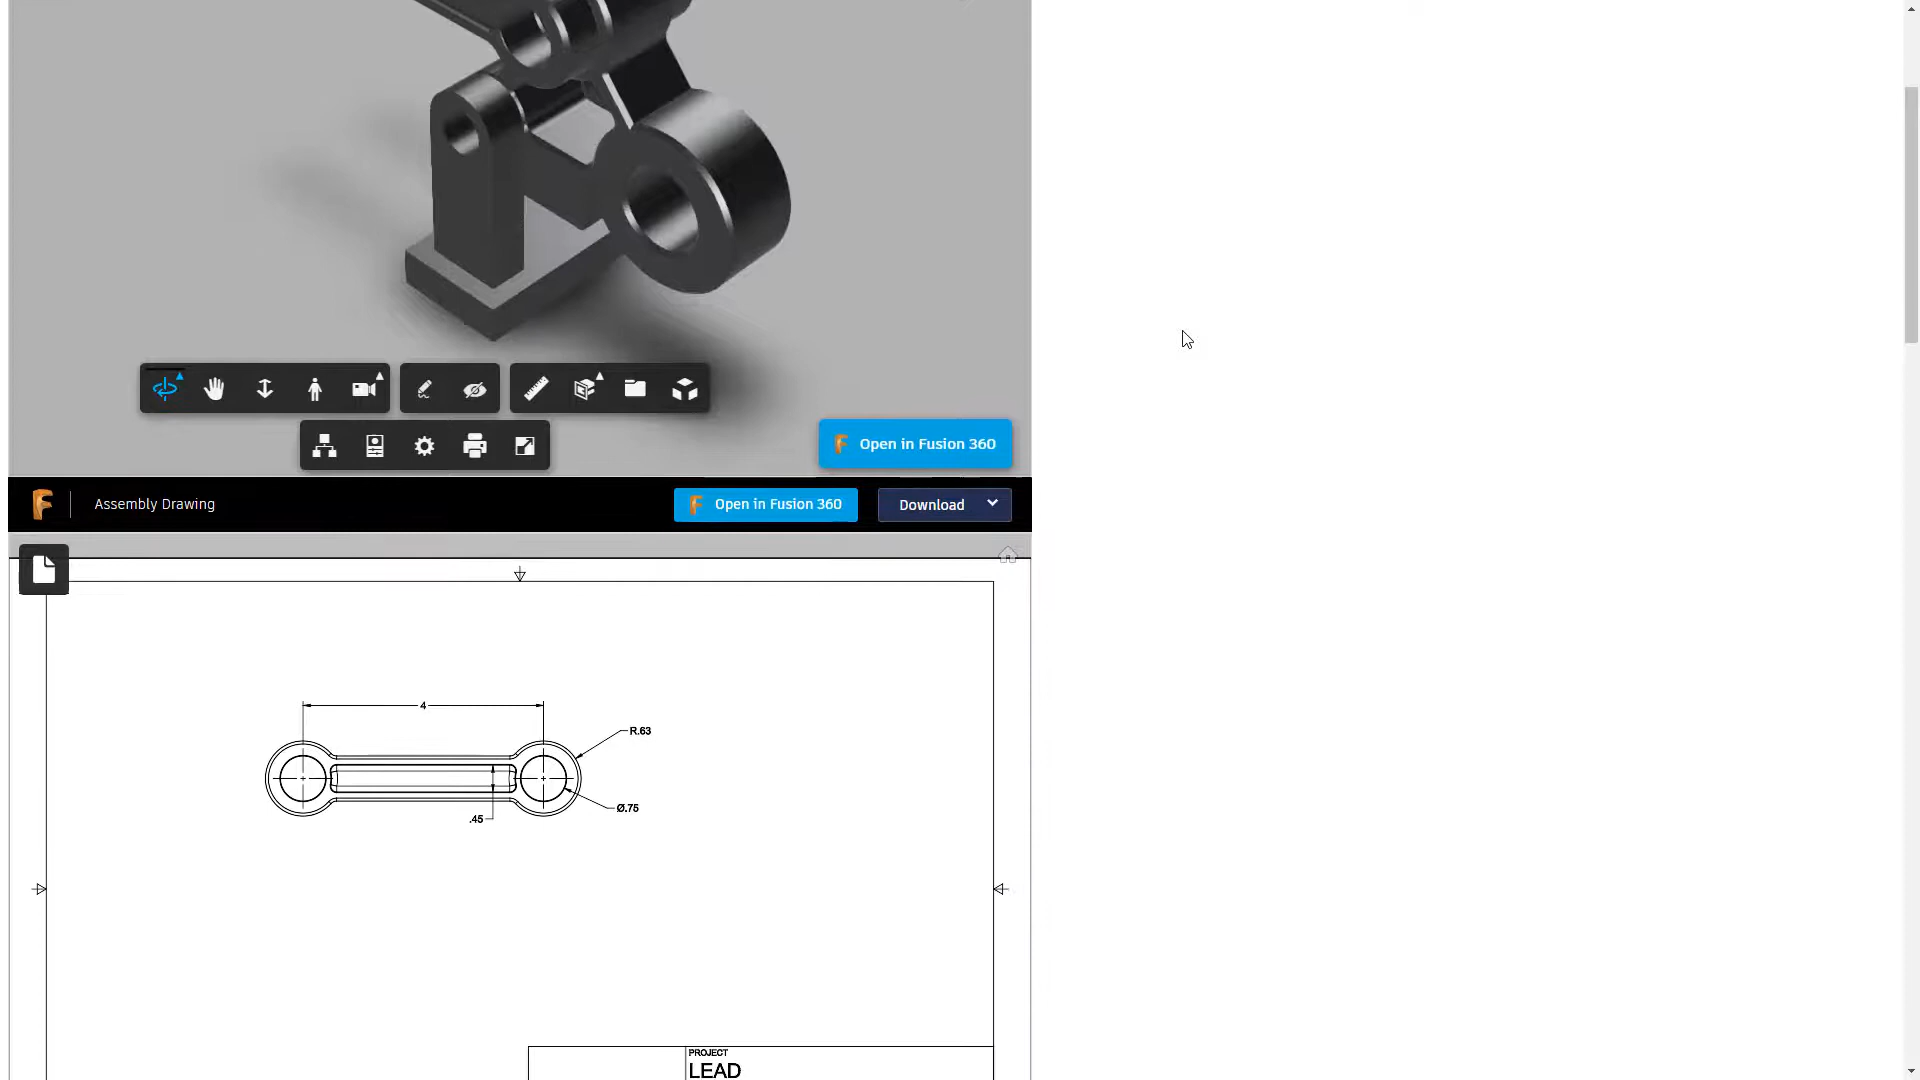 Open in Fusion 360
Assembly Drawing
Open in Fusion 360
Download
4
R.63
Ø.75
.45
PROJECT
LEAD